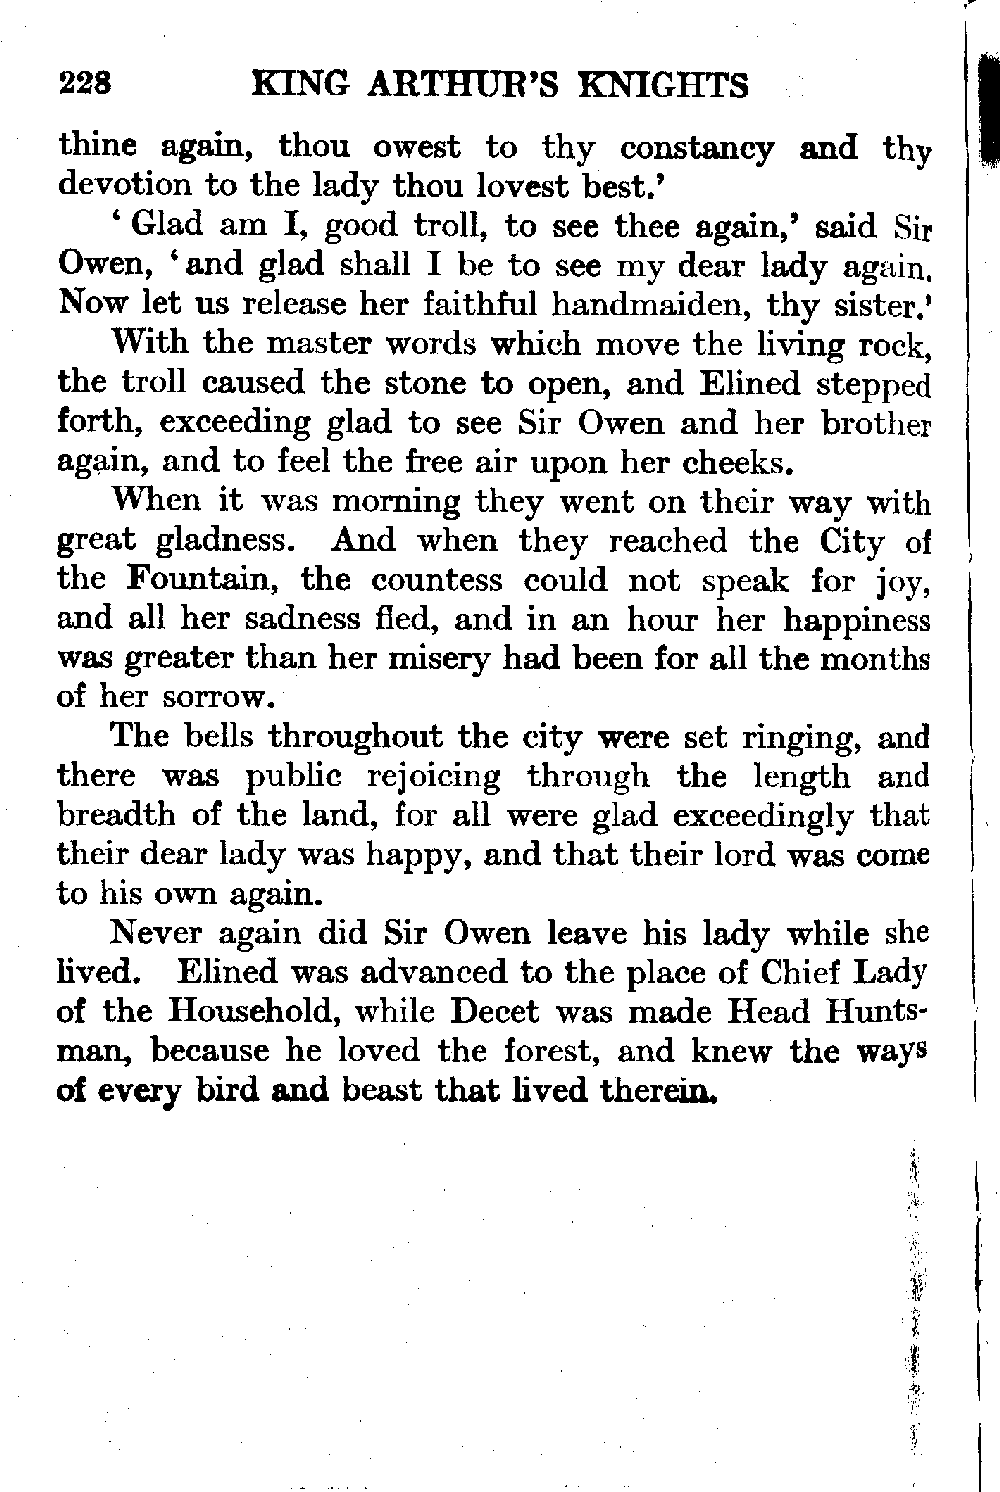 228 KING ARTHUR'S KNIGHTS
thine again, thou owest to thy constancy and thy
devotion to the lady thou lovest best.'
‘ Glad am I, good troll, to see thee again,’ said Sir
Owen, ‘and glad shall I be to see my dear lady again.
Now let us release her faithful handmaiden, thy sister.’
With the master words which move the living rock,
the troll caused the stone to open, and Elined stepped
forth, exceeding glad to see Sir Owen and her brother
again, and to feel the free air upon her cheeks.
When it was morning they went on their way with
great gladness. And when they reached the City of
the Fountain, the countess could not speak for joy,
and all her sadness fled, and in an hour her happiness
was greater than her misery had been for all the months
of her sorrow.
The bells throughout the city were set ringing, and
there was public rejoicing through the length and
breadth of the land, for all were glad exceedingly that
their dear lady was happy, and that their lord was come
to his own again.
Never again did Sir Owen leave his lady while she
lived. Elined was advanced to the place of Chief Lady
of the Household, while Decet was made Head Hunts-
man, because he loved the forest, and knew the ways
of every bird and beast that lived therein.